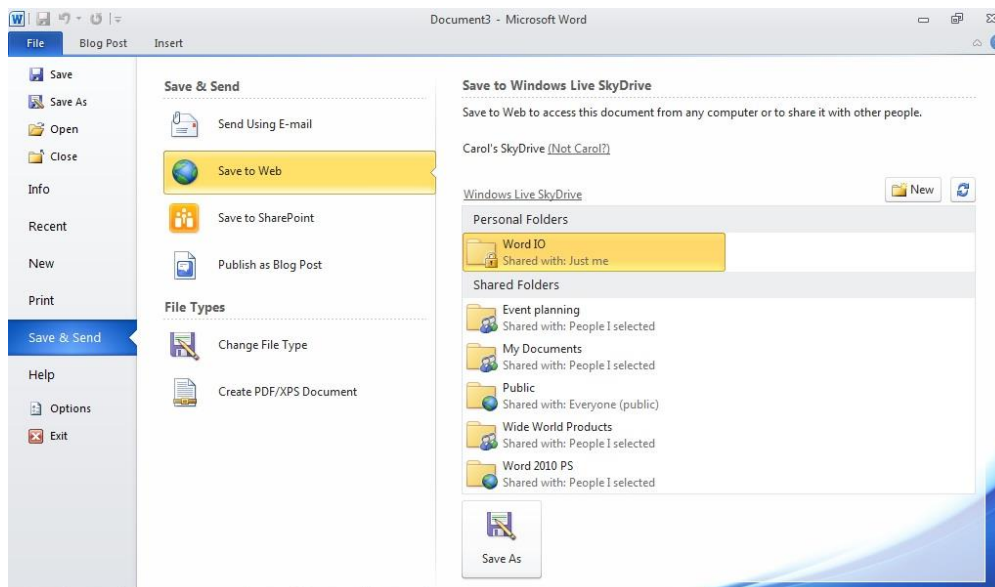 W
Document3 - Microsoft Word
File Blog Post Insert
Save
Save As
Open
Close
Info
Recent
New
Print
Save & Send
Help
Options
Exit
Save & Send
Send Using E-mail
Save to Web
Save to SharePoint
Publish as Blog Post
File Types
Change File Type
Create PDF/XPS Document
Save to Windows Live SkyDrive
Save to Web to access this document from any computer or to share it with other people.
Carol's SkyDrive (Not Carol?)
Windows Live SkyDrive
New
Personal Folders
Word IO
Shared with: Just me
Shared Folders
Event planning
Shared with: People I selected
My Documents
Shared with: People I selected
Public
Shared with: Everyone (public)
Wide World Products
Shared with: People I selected
Word 2010 PS
Shared with: People I selected
Save As